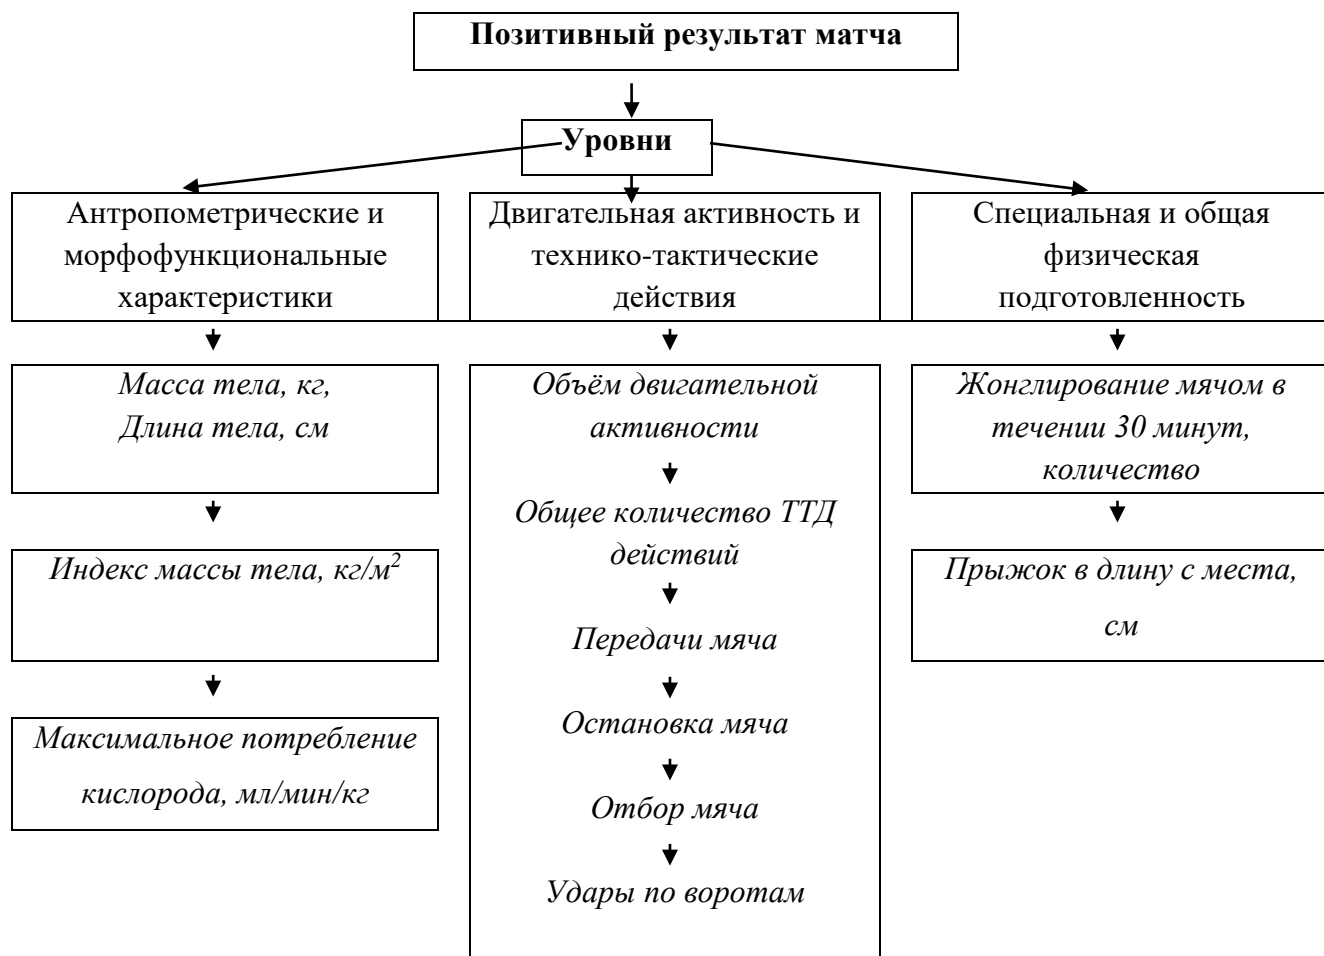 Позитивный результат матча
Уровни
Антропометрические и
морфофункциональные
характеристики
Двигательная активность и
технико-тактические
действия
Специальная и общая
физическая
подготовленность
Масса тела, кг,
Длина тела, см
Индекс массы тела, кг/м²
Максимальное потребление
кислорода, мл/мин/кг
Объём двигательной
активности
Общее количество ТТД
действий
Передачи мяча
Остановка мяча
Отбор мяча
Удары по воротам
Жонглирование мячом в
течении 30 минут,
количество
Прыжок в длину с места,
см